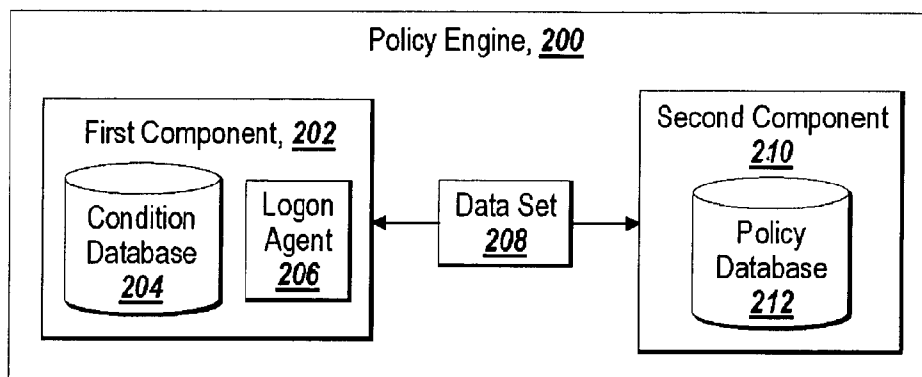 Policy Engine, 200
First Component, 202
Condition
Database
204
Logon
Agent
206
Data Set
208
Second Component
210
Policy
Database
212